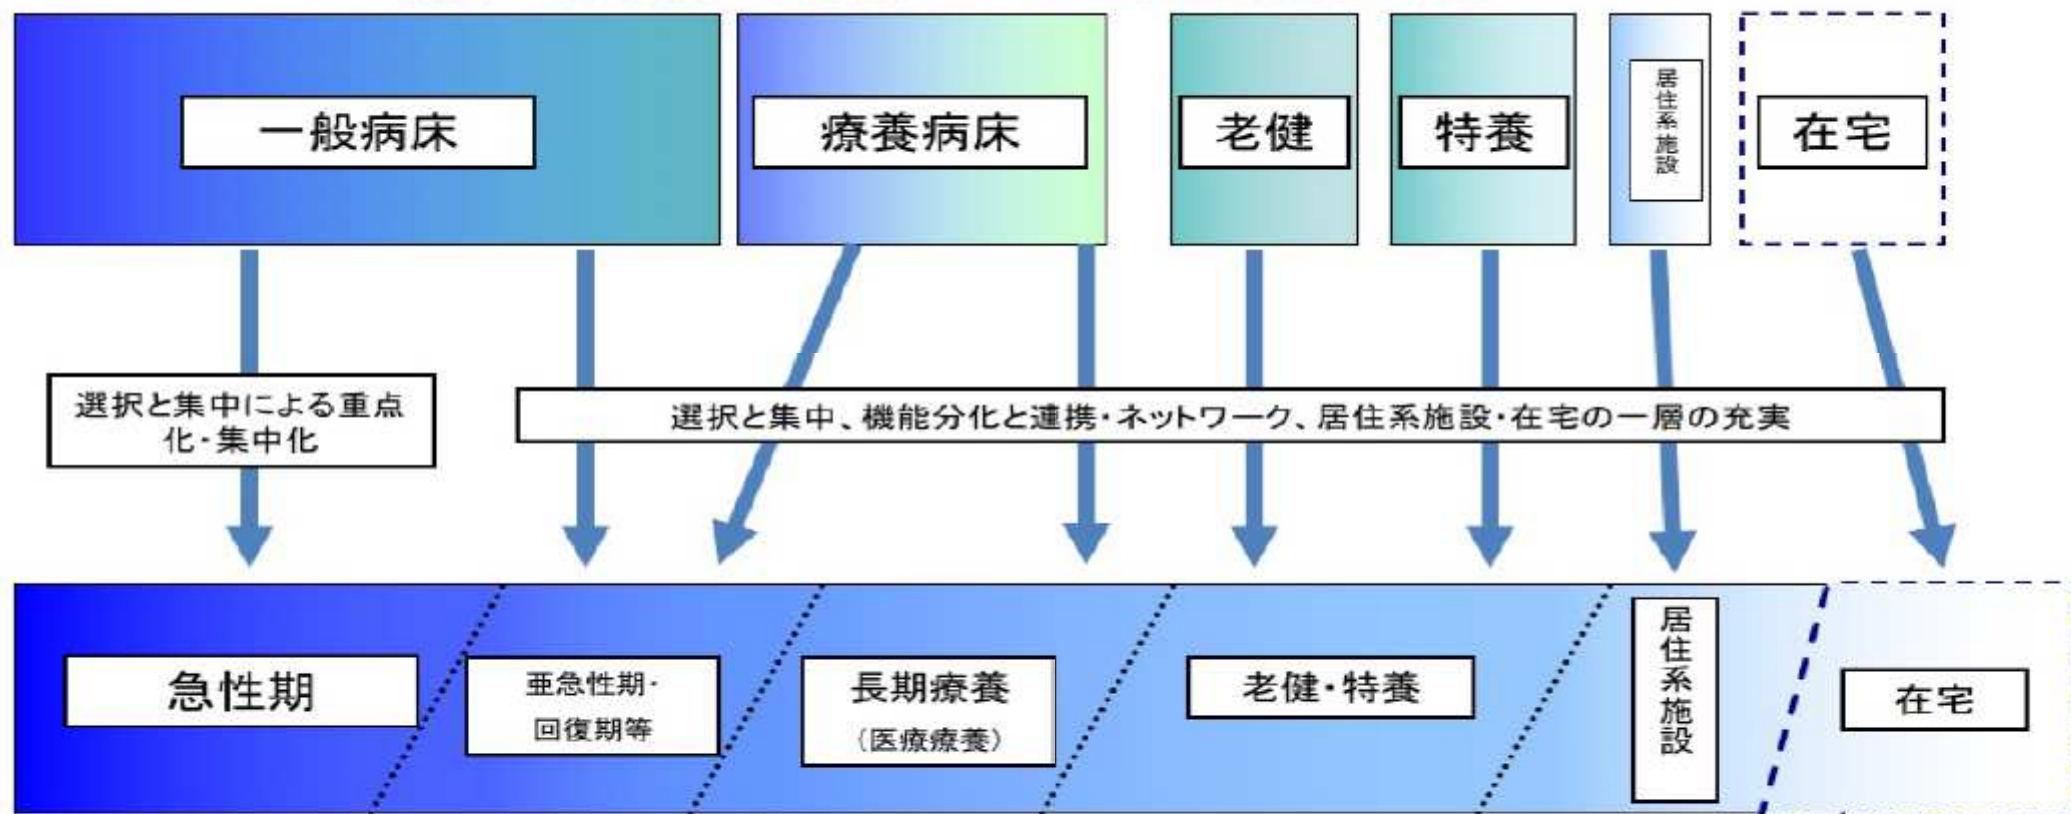 一般病床
療養病床
老健
特養
居住系施設
在宅
選択と集中による重点
化・集中化
選択と集中、機能分化と連携・ネットワーク、居住系施設・在宅の一層の充実
急性期
亜急性期・
回復期等
長期療養
（医療療養）
老健・特養
居住系施設
在宅